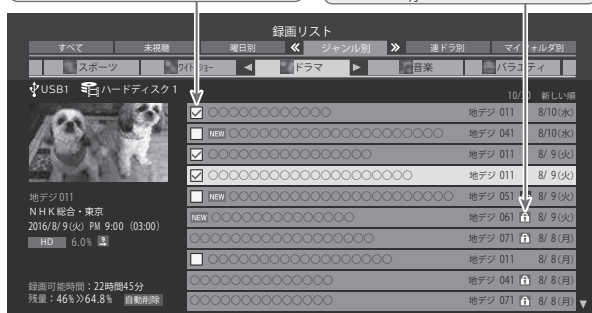 録画リスト
すべて 未視聴 曜日別 ≪ ジャンル別 ≫ 連ドラ別 マイフォルダ別
スポーツ ワイドショー ◀ ドラマ ▶ 音楽 バラエティ
USB1 ハードディスク1
新しい順
○○○○○○○○○○○○ 地デジ 011 8/10(水)
NEW ○○○○○○○○○○○○○○○○○○○○○ 地デジ 041 8/10(水)
○○○○○○○○○○○○○○○○ 地デジ 011 8/ 9(火)
○○○○○○○○○○○○○○○○○○○○ 地デジ 011 8/ 9(火)
NEW ○○○○○○○○○○○○○○○○○○○○○○ 地デジ 051 8/ 9(火)
NEW ○○○○○○○○○○○○○○ 地デジ 061 8/ 9(火)
○○○○○○○○○○○○○○○○○○ 地デジ 071 8/ 8(月)
○○○○○○○○○○○○○○○○○○ 地デジ 011 8/ 8(月)
○○○○○○○○○○○○○○ 地デジ 041 8/ 8(月)
○○○○○○○○○○○○○○ 地デジ 071 8/ 8(月)
地デジ 011
NHK総合・東京
2016/8/ 9(火) PM 9:00 (03:00)
HD 6.0%
録画可能時間：22時間45分
残量：46%≫64.8% 自動削除